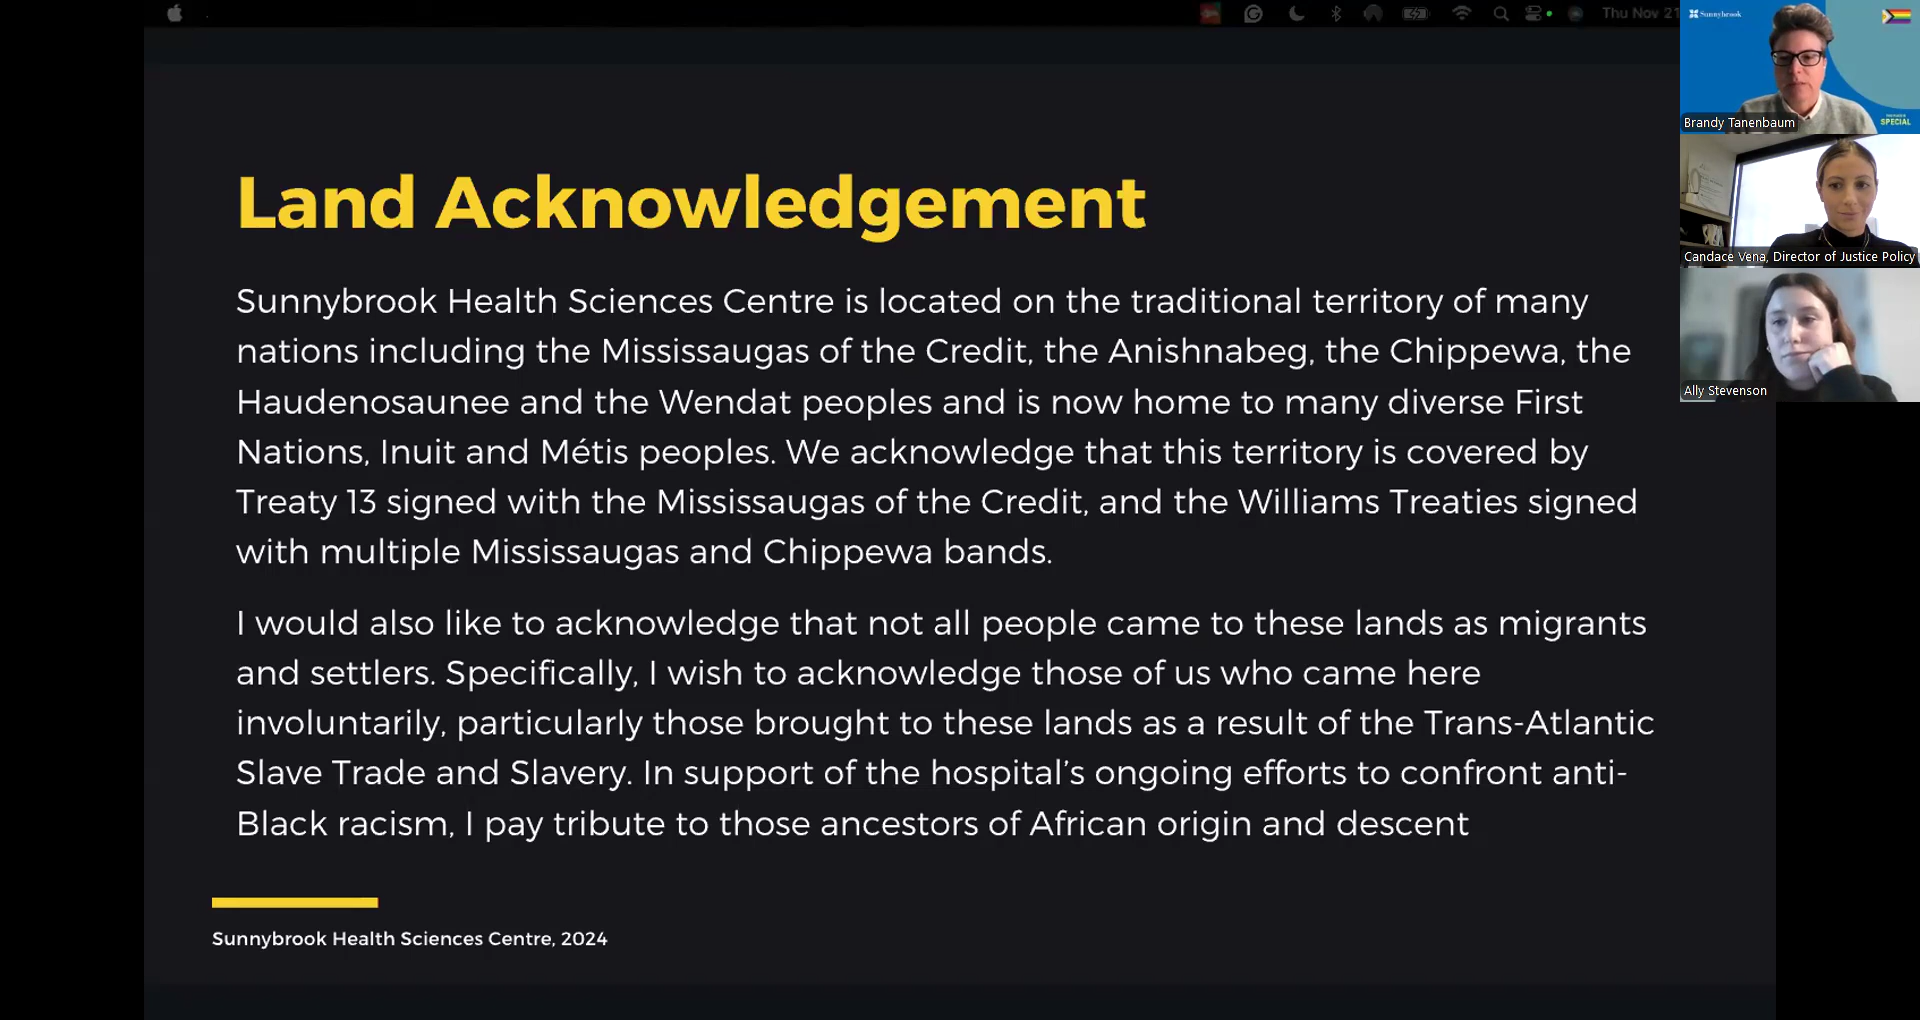 Thu Nov 21
Sunnybrook
SPECIAL
Brandy Tanenbaum
Candace Vena, Director of Justice Policy
Ally Stevenson
Land Acknowledgement
Sunnybrook Health Sciences Centre is located on the traditional territory of many
nations including the Mississaugas of the Credit, the Anishnabeg, the Chippewa, the
Haudenosaunee and the Wendat peoples and is now home to many diverse First
Nations, Inuit and Métis peoples. We acknowledge that this territory is covered by
Treaty 13 signed with the Mississaugas of the Credit, and the Williams Treaties signed
with multiple Mississaugas and Chippewa bands.
I would also like to acknowledge that not all people came to these lands as migrants
and settlers. Specifically, I wish to acknowledge those of us who came here
involuntarily, particularly those brought to these lands as a result of the Trans-Atlantic
Slave Trade and Slavery. In support of the hospital’s ongoing efforts to confront anti-
Black racism, I pay tribute to those ancestors of African origin and descent
Sunnybrook Health Sciences Centre, 2024